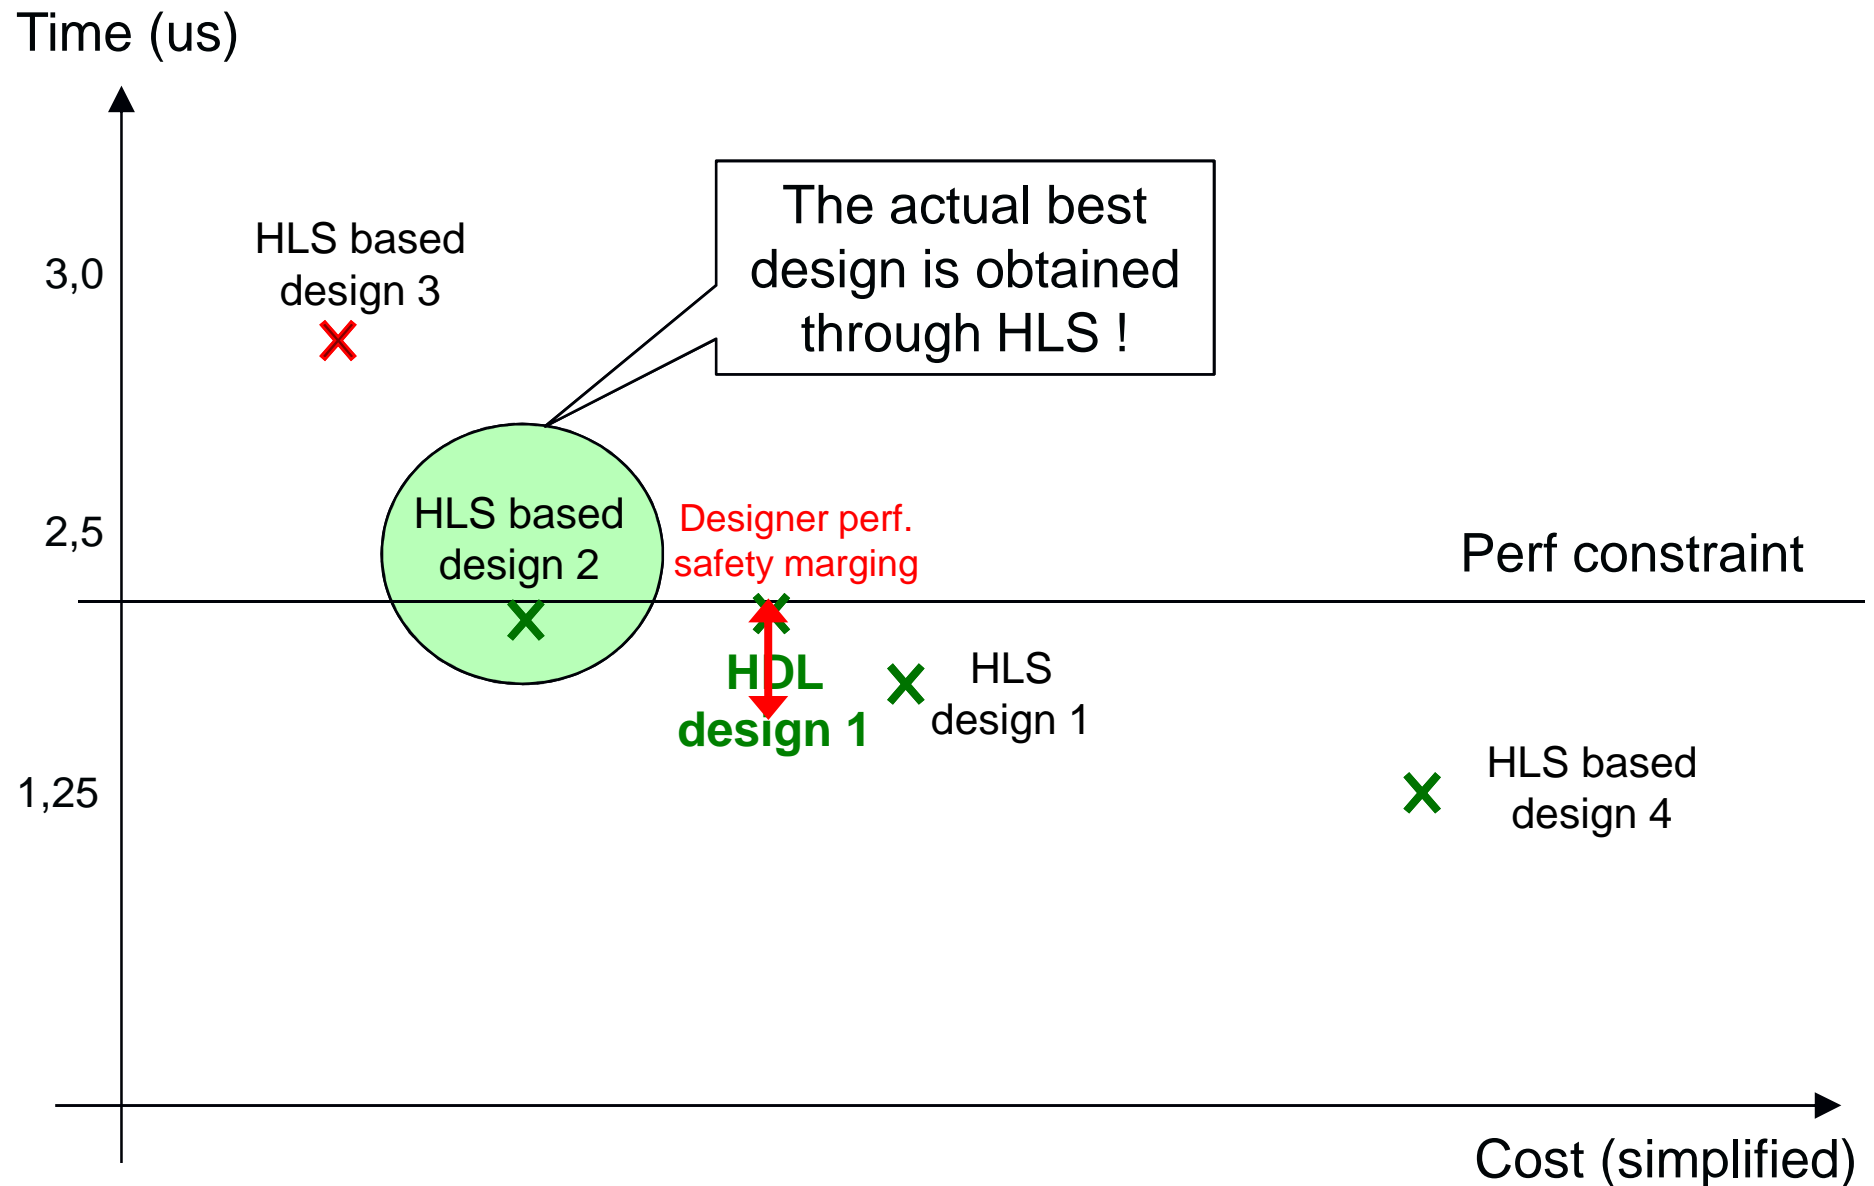 Time (us)
The actual best
design is obtained
through HLS !
HLS based
design 3
3,0
HLS based
design 2
Designer perf.
safety marging
2,5
Perf constraint
HDL
design 1
HLS
design 1
HLS based
design 4
1,25
Cost (simplified)